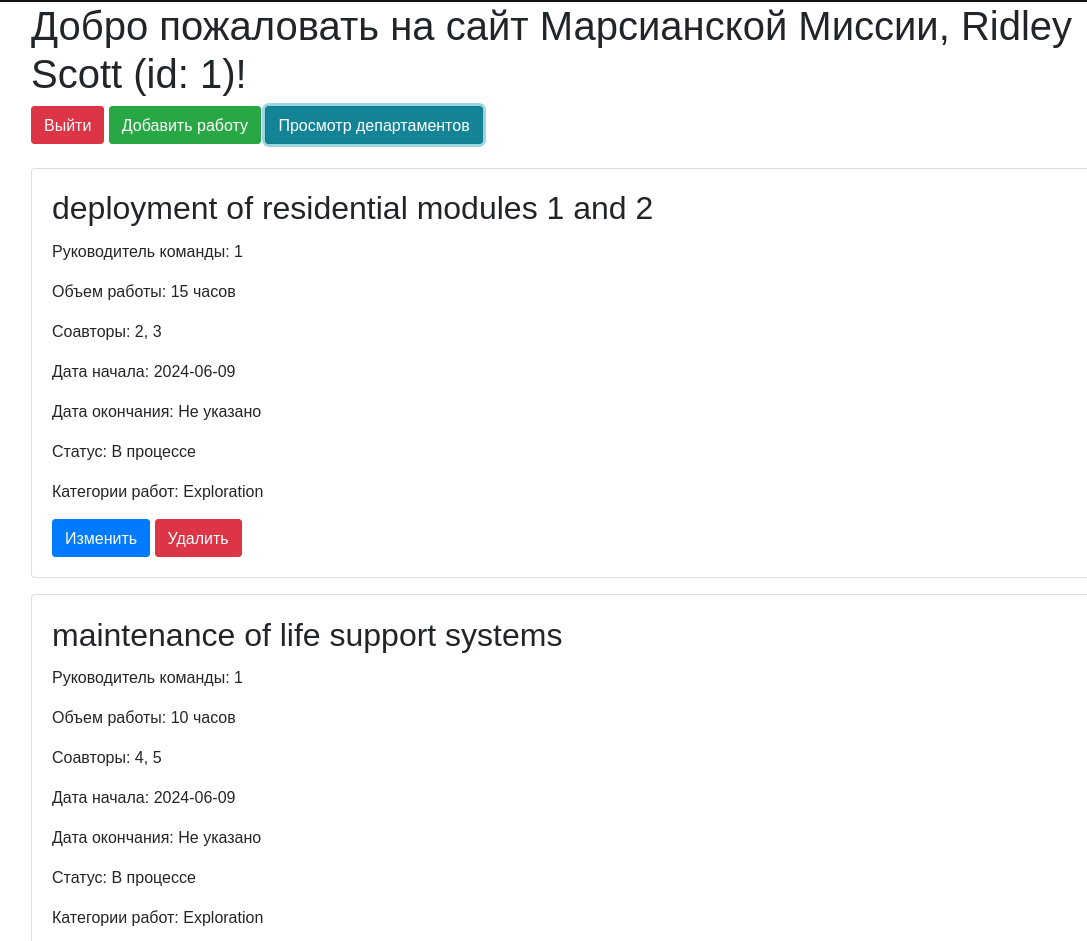 Добро пожаловать на сайт Марсианской Миссии, Ridley
Scott (id: 1)!
Выйти Добавить работу Просмотр департаментов
deployment of residential modules 1 and 2
Руководитель команды: 1
Объем работы: 15 часов
Соавторы: 2, 3
Дата начала: 2024-06-09
Дата окончания: Не указано
Статус: В процессе
Категории работ: Exploration
Изменить Удалить
maintenance of life support systems
Руководитель команды: 1
Объем работы: 10 часов
Соавторы: 4, 5
Дата начала: 2024-06-09
Дата окончания: Не указано
Статус: В процессе
Категории работ: Exploration